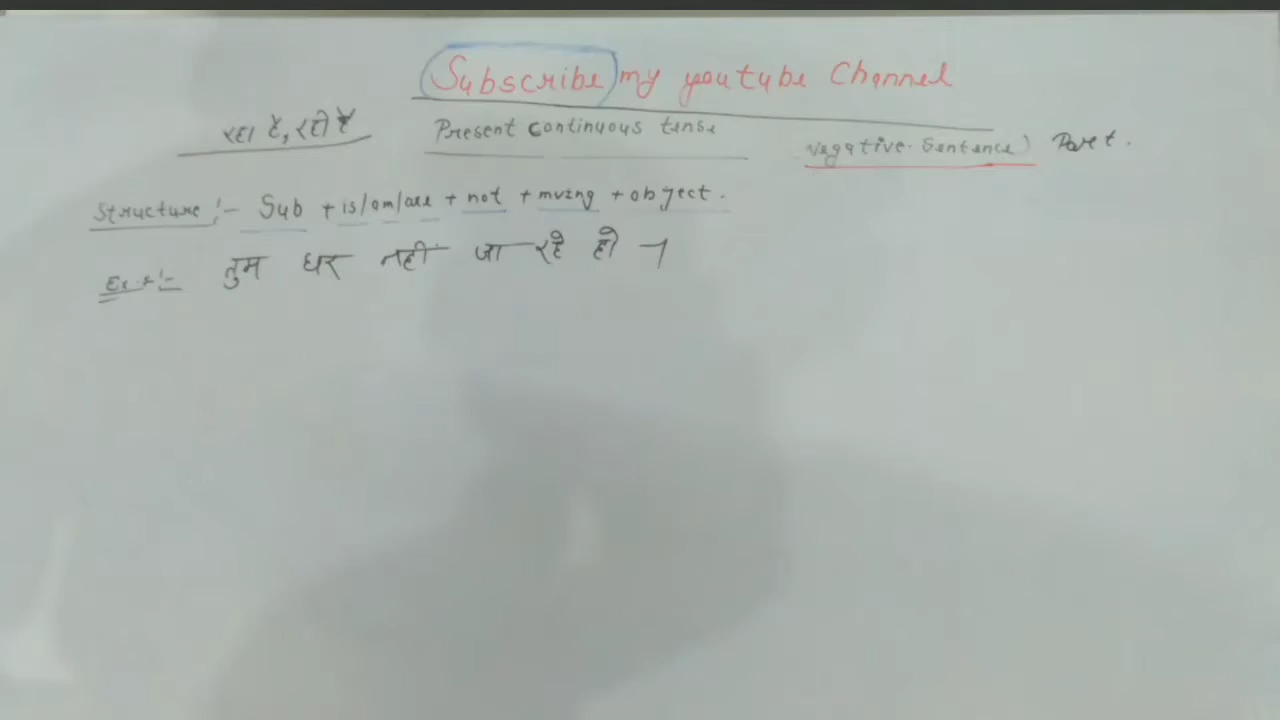 Subscribe my youtube Channel
रहा है, रही है Present continuous tense negative Sentence) Part.
Structure:- Sub + is/am/are + not + mv ing + object.
Ex:- तुम घर नहीं जा रहे हो ।